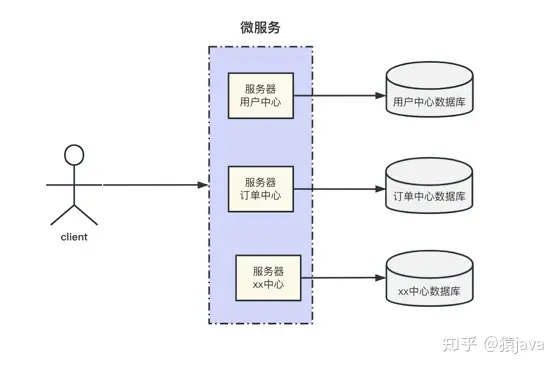 微服务
服务器
用户中心
用户中心数据库
服务器
订单中心
订单中心数据库
client
服务器
xx中心
xx中心数据库
知乎 @猿java